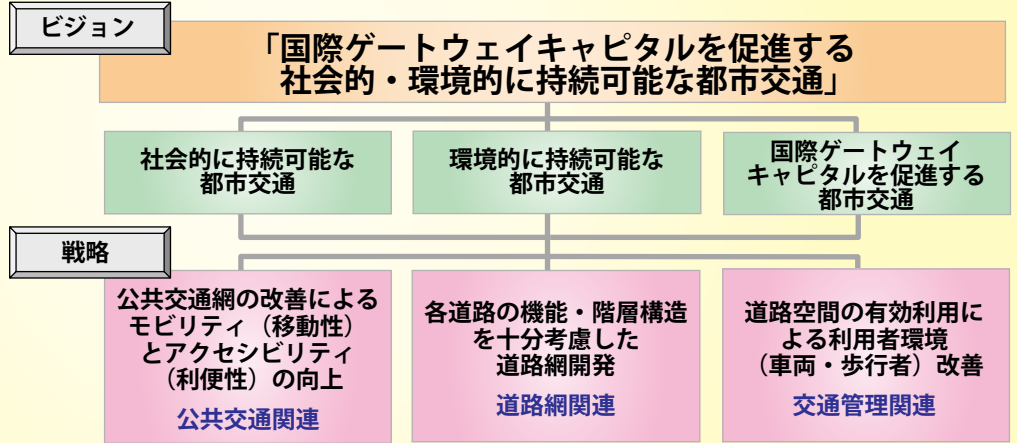 ビジョン
「国際ゲートウェイキャピタルを促進する
社会的・環境的に持続可能な都市交通」
社会的に持続可能な
都市交通
環境的に持続可能な
都市交通
国際ゲートウェイ
キャピタルを促進する
都市交通
戦略
公共交通網の改善による
モビリティ（移動性）
とアクセシビリティ
（利便性）の向上
公共交通関連
各道路の機能・階層構造
を十分考慮した
道路網開発
道路網関連
道路空間の有効利用に
よる利用者環境
（車両・歩行者）改善
交通管理関連